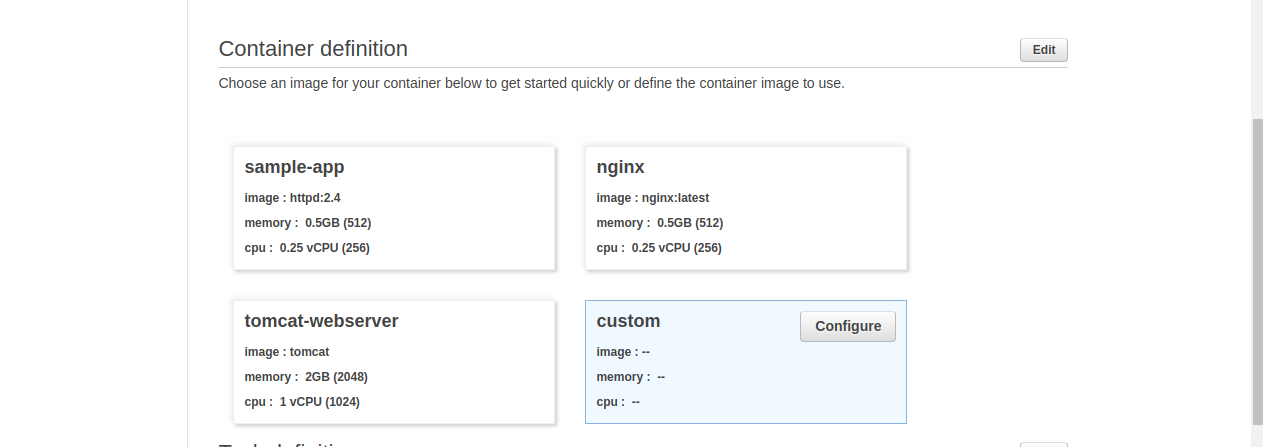 Container definition
Edit
Choose an image for your container below to get started quickly or define the container image to use.
sample-app
image : httpd:2.4
memory : 0.5GB (512)
cpu : 0.25 vCPU (256)
nginx
image : nginx:latest
memory : 0.5GB (512)
cpu : 0.25 vCPU (256)
tomcat-webserver
image : tomcat
memory : 2GB (2048)
cpu : 1 vCPU (1024)
custom
Configure
image : --
memory : --
cpu : --